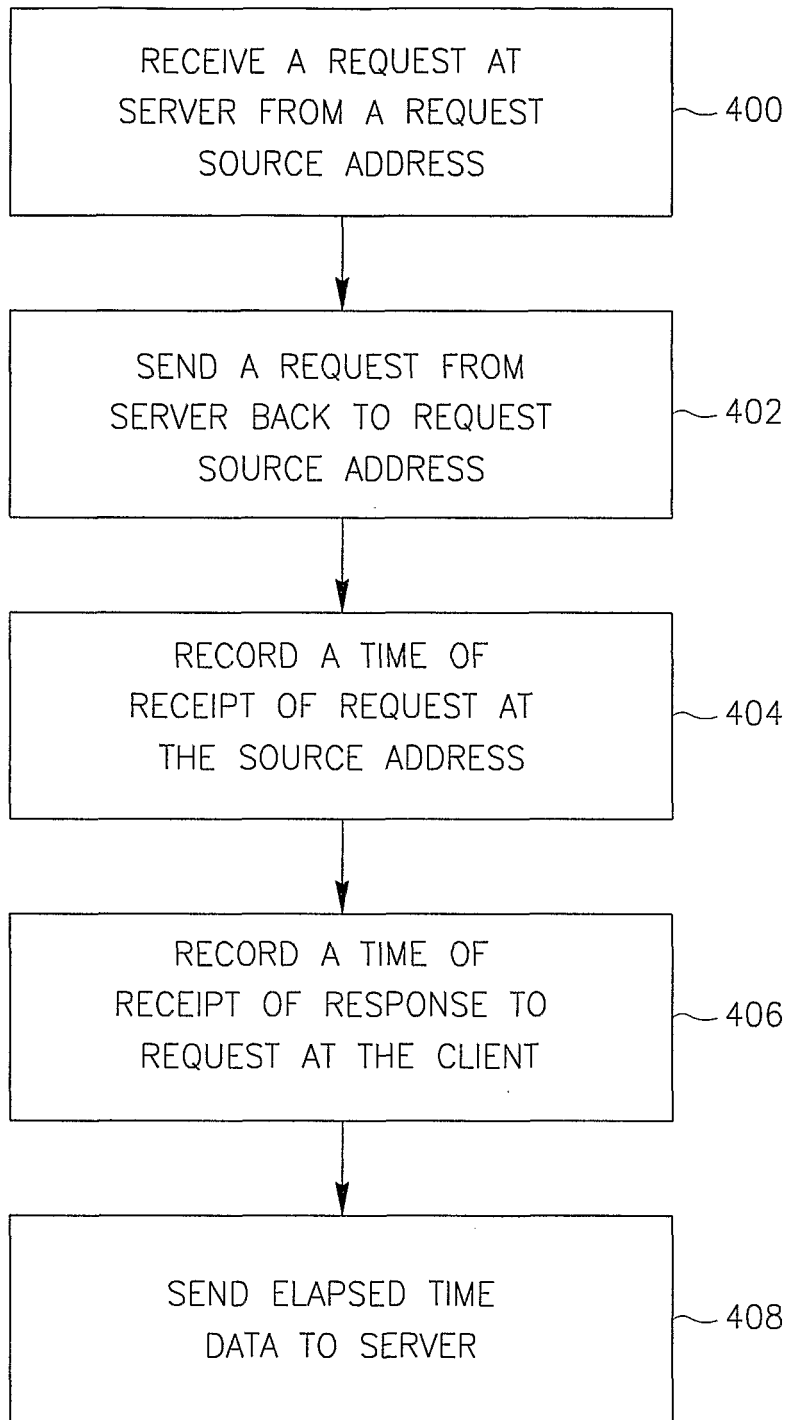 RECEIVE A REQUEST AT
SERVER FROM A REQUEST
SOURCE ADDRESS
400
SEND A REQUEST FROM
SERVER BACK TO REQUEST
SOURCE ADDRESS
402
RECORD A TIME OF
RECEIPT OF REQUEST AT
THE SOURCE ADDRESS
404
RECORD A TIME OF
RECEIPT OF RESPONSE TO
REQUEST AT THE CLIENT
406
SEND ELAPSED TIME
DATA TO SERVER
408